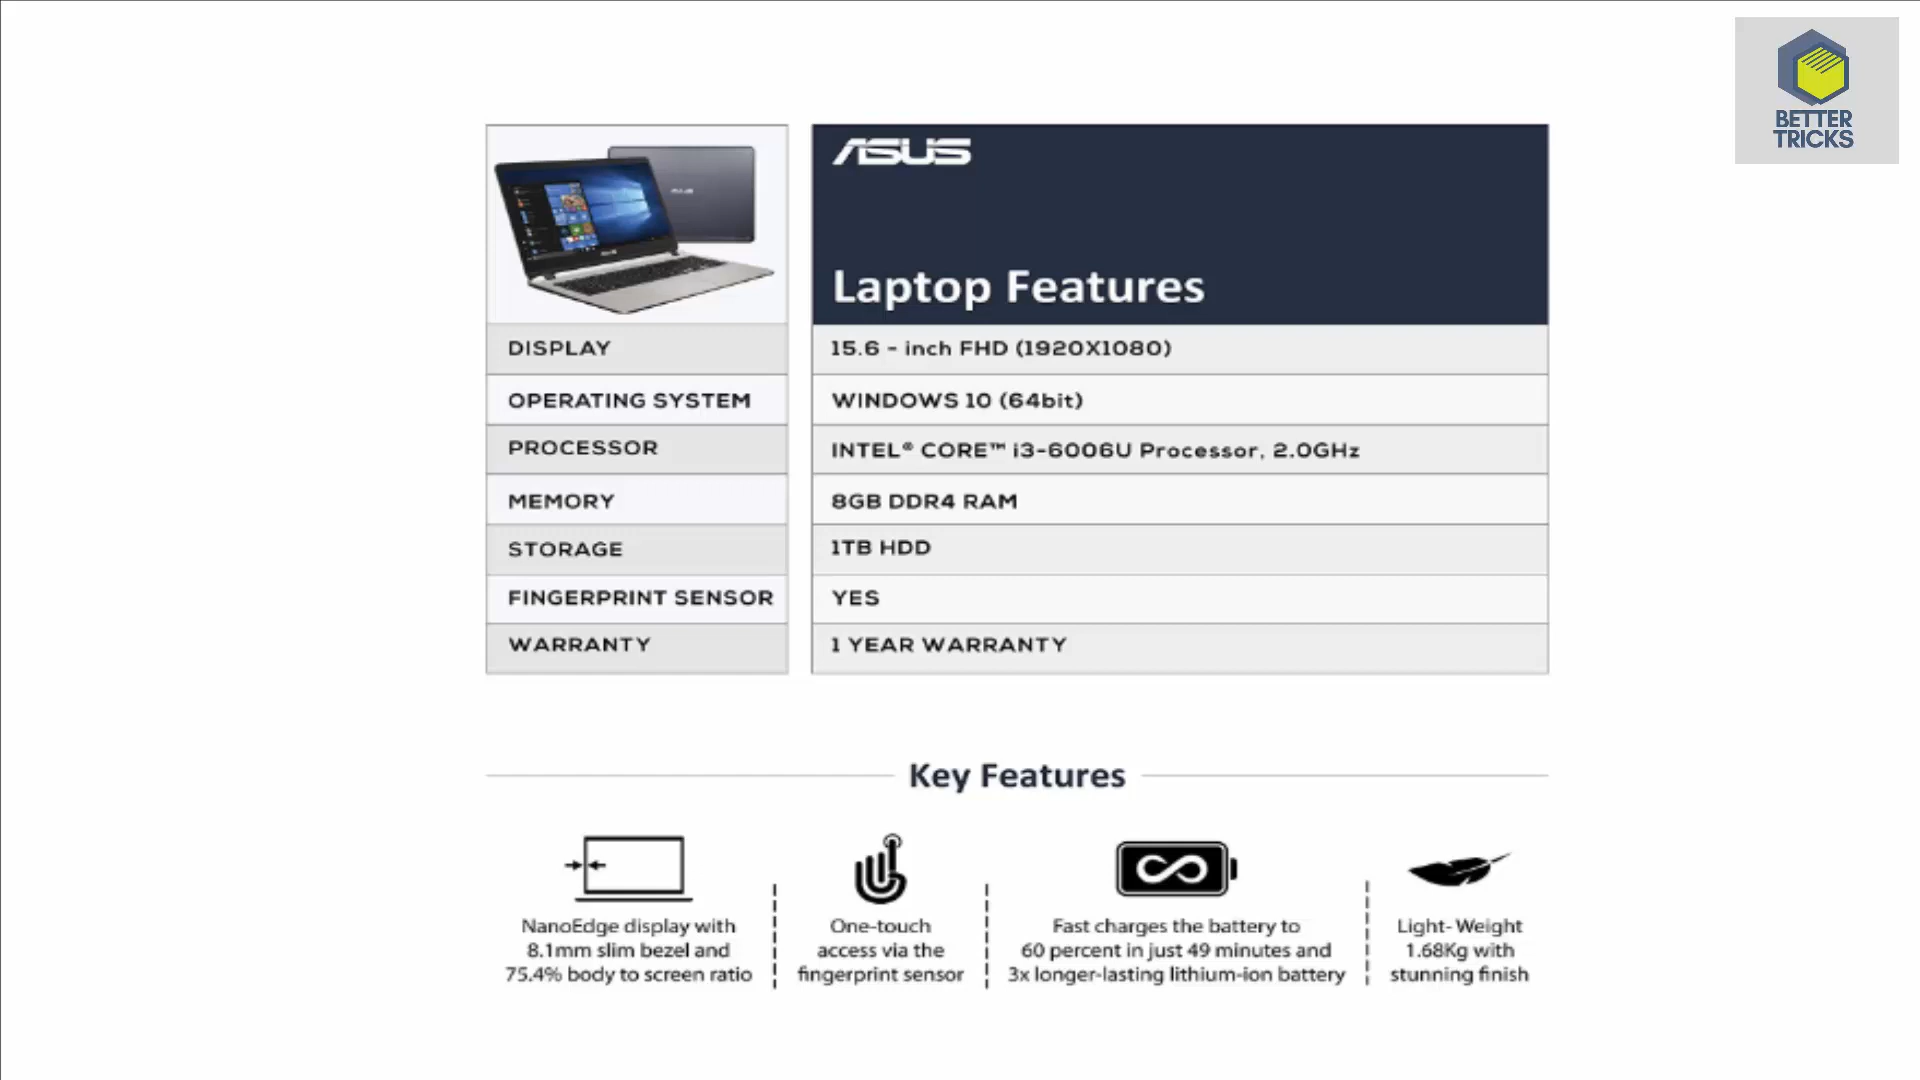 BETTER
TRICKS
ASUS
Laptop Features
DISPLAY
15.6 - inch FHD (1920X1080)
OPERATING SYSTEM
WINDOWS 10 (64bit)
PROCESSOR
INTEL® CORE™ i3-6006U Processor, 2.0GHz
MEMORY
8GB DDR4 RAM
STORAGE
1TB HDD
FINGERPRINT SENSOR
YES
WARRANTY
1 YEAR WARRANTY
Key Features
NanoEdge display with
8.1mm slim bezel and
75.4% body to screen ratio
One-touch
access via the
fingerprint sensor
Fast charges the battery to
60 percent in just 49 minutes and
3x longer-lasting lithium-ion battery
Light- Weight
1.68Kg with
stunning finish